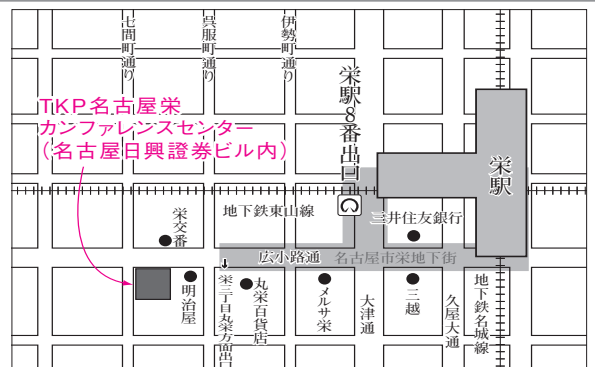 七間町通り
呉服町通り
伊勢町通り
栄駅8番出口
栄駅
TKP名古屋栄
カンファレンスセンター
(名古屋日興證券ビル内)
栄交番
地下鉄東山線
三井住友銀行
広小路通
名古屋市栄地下街
明治屋
栄三丁目丸栄方面出口
丸栄百貨店
メルサ栄
大津通
三越
久屋大通
地下鉄名城線